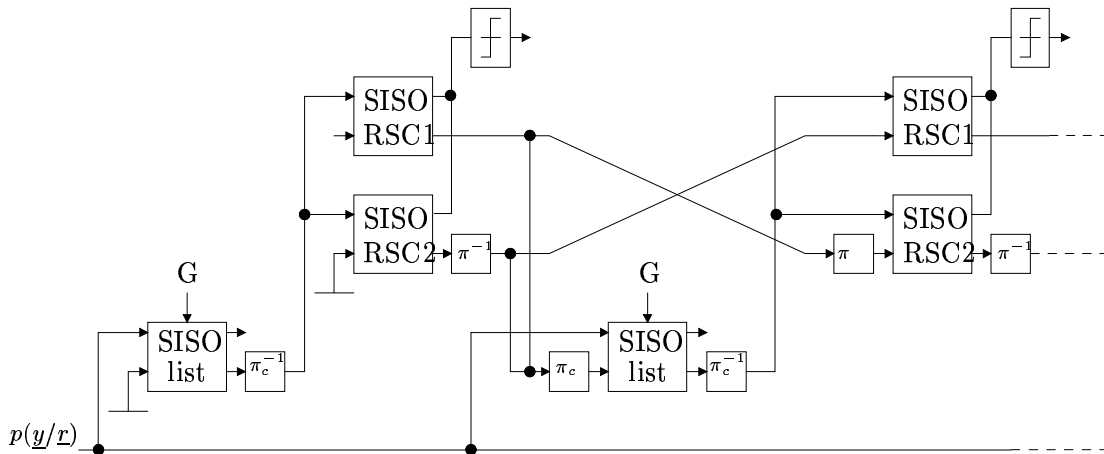 SISO
RSC1
SISO
RSC1
SISO
RSC2
π⁻¹
π
SISO
RSC2
π⁻¹
G
SISO
list
π_c⁻¹
G
π_c
SISO
list
π_c⁻¹
p(y/r)